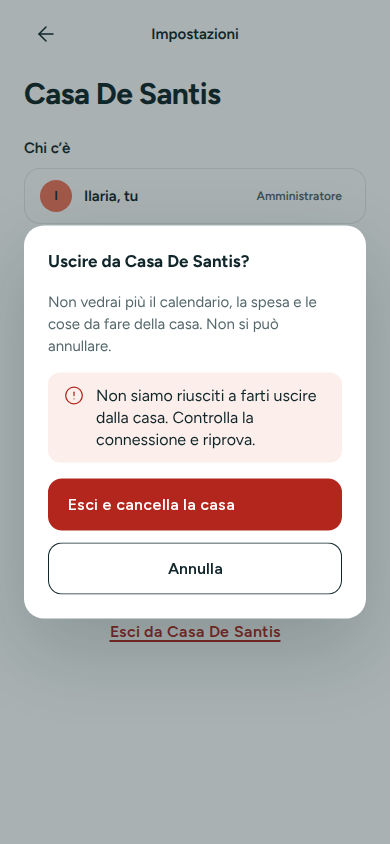 Impostazioni
Casa De Santis
Chi c’è
I
Ilaria, tu
Amministratore
Uscire da Casa De Santis?
Non vedrai più il calendario, la spesa e le
cose da fare della casa. Non si può
annullare.
Non siamo riusciti a farti uscire
dalla casa. Controlla la
connessione e riprova.
Esci e cancella la casa
Annulla
Esci da Casa De Santis